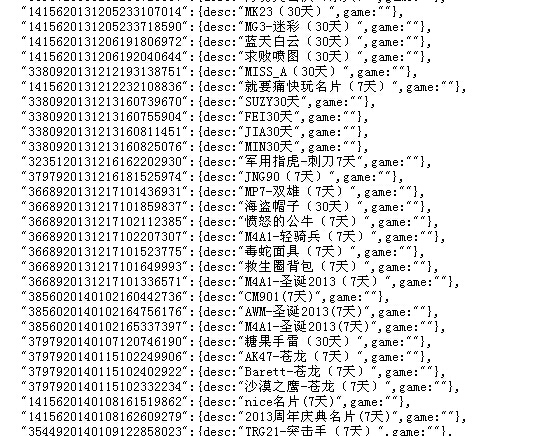 "1415620131205233107014":{desc:"MK23（30天）",game:""},
"1415620131205233718590":{desc:"MG3-迷彩（30天）",game:""},
"1415620131206191806972":{desc:"蓝天白云（30天）",game:""},
"1415620131206192040644":{desc:"求败喷图（30天）",game:""},
"3380920131212193138751":{desc:"MISS_A（30天）",game:""},
"1415620131212232108836":{desc:"就要痛快玩名片（7天）",game:""},
"3380920131213160739670":{desc:"SUZY30天",game:""},
"3380920131213160755904":{desc:"FEI30天",game:""},
"3380920131213160811451":{desc:"JIA30天",game:""},
"3380920131213160825076":{desc:"MIN30天",game:""},
"3235120131216162202930":{desc:"军用指虎-刺刀7天",game:""},
"3797920131216181525974":{desc:"JNG90（7天）",game:""},
"3668920131217101436931":{desc:"MP7-双雄（7天）",game:""},
"3668920131217101859837":{desc:"海盗帽子（30天）",game:""},
"3668920131217102112385":{desc:"愤怒的公牛（7天）",game:""},
"3668920131217102207307":{desc:"M4A1-轻骑兵（7天）",game:""},
"3668920131217101523775":{desc:"毒蛇面具（7天）",game:""},
"3668920131217101649993":{desc:"救生圈背包（7天）",game:""},
"3668920131217101336571":{desc:"M4A1-圣诞2013（7天）",game:""},
"3856020140102160442736":{desc:"CM901(7天)",game:""},
"3856020140102164756176":{desc:"AWM-圣诞2013(7天)",game:""},
"3856020140102165337397":{desc:"M4A1-圣诞2013(7天)",game:""},
"3797920140107120746190":{desc:"糖果手雷（30天）",game:""},
"3797920140115102249906":{desc:"AK47-苍龙（7天）",game:""},
"3797920140115102402922":{desc:"Barett-苍龙（7天）",game:""},
"3797920140115102332234":{desc:"沙漠之鹰-苍龙（7天）",game:""},
"1415620140108161519862":{desc:"nice名片(7天)",game:""},
"1415620140108162609279":{desc:"2013周年庆典名片(7天)",game:""},
"3544920140109122858023":{desc:"TRG21-突击手（7天）",game:""},